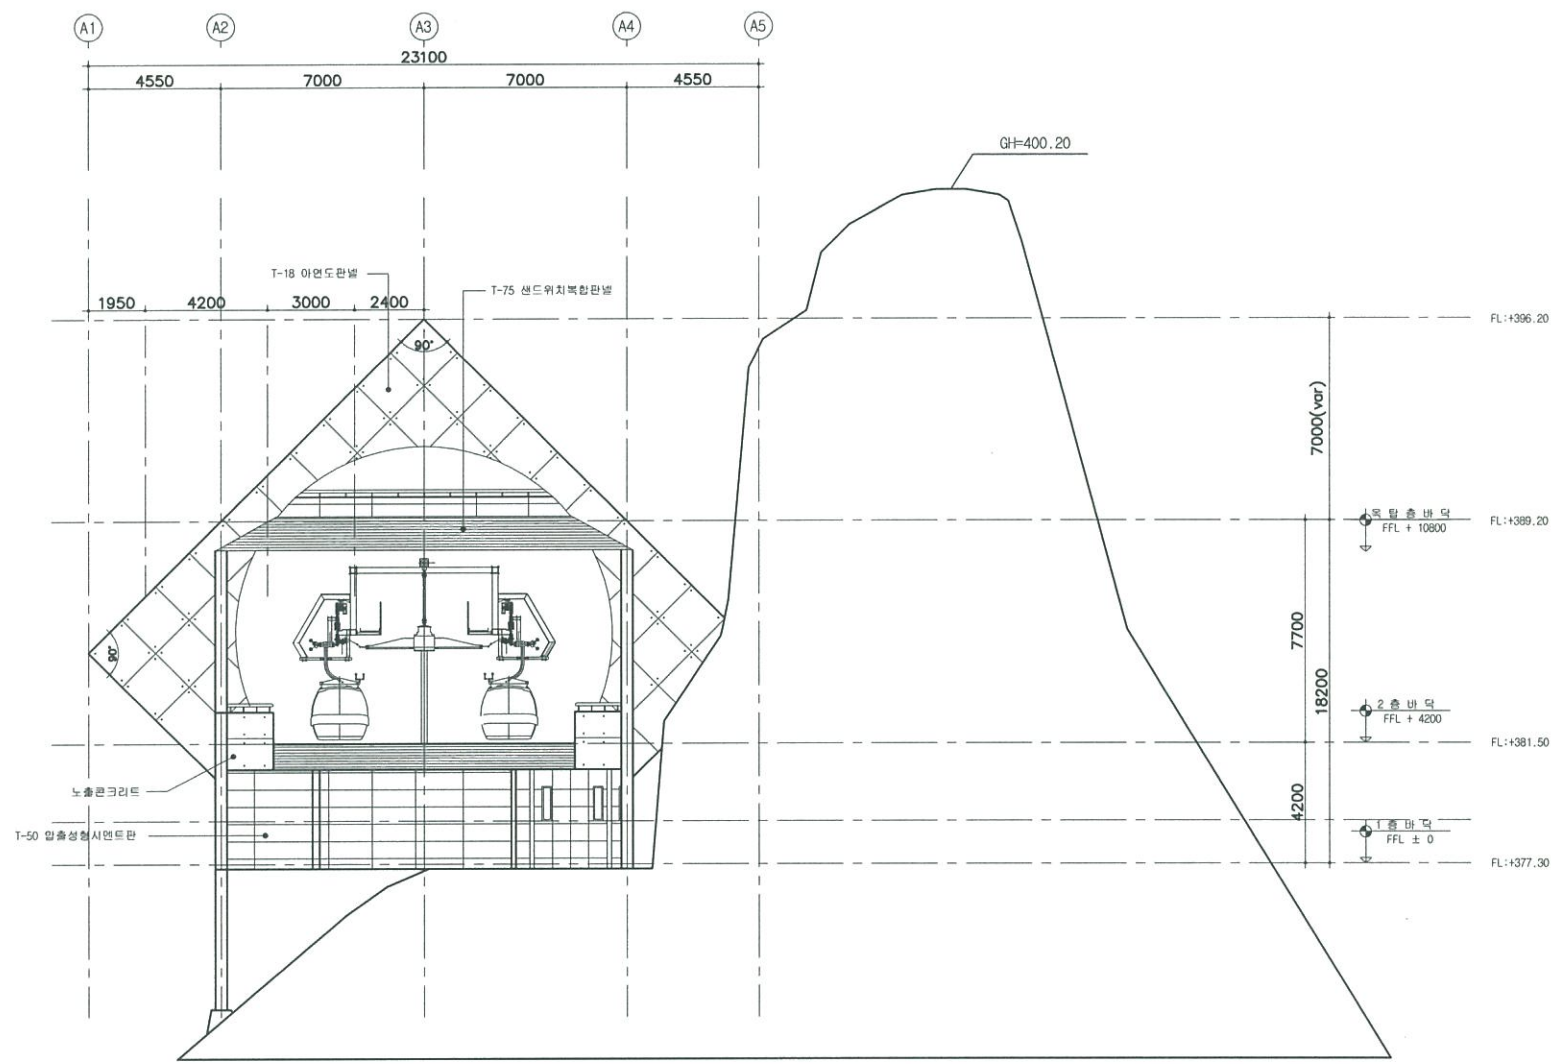 A1 A2 A3 A4 A5
23100
4550 7000 7000 4550
GH=400.20
T-18 아연도판넬
T-75 샌드위치복합판넬
1950 4200 3000 2400
FL:+396.20
90°
7000(var)
옥 탑 층 바 닥
FFL + 10800
FL:+389.20
7700
90°
18200
2 층 바 닥
FFL + 4200
FL:+381.50
노출콘크리트
4200
T-50 압출성형시멘트판
1 층 바 닥
FFL ± 0
FL:+377.30